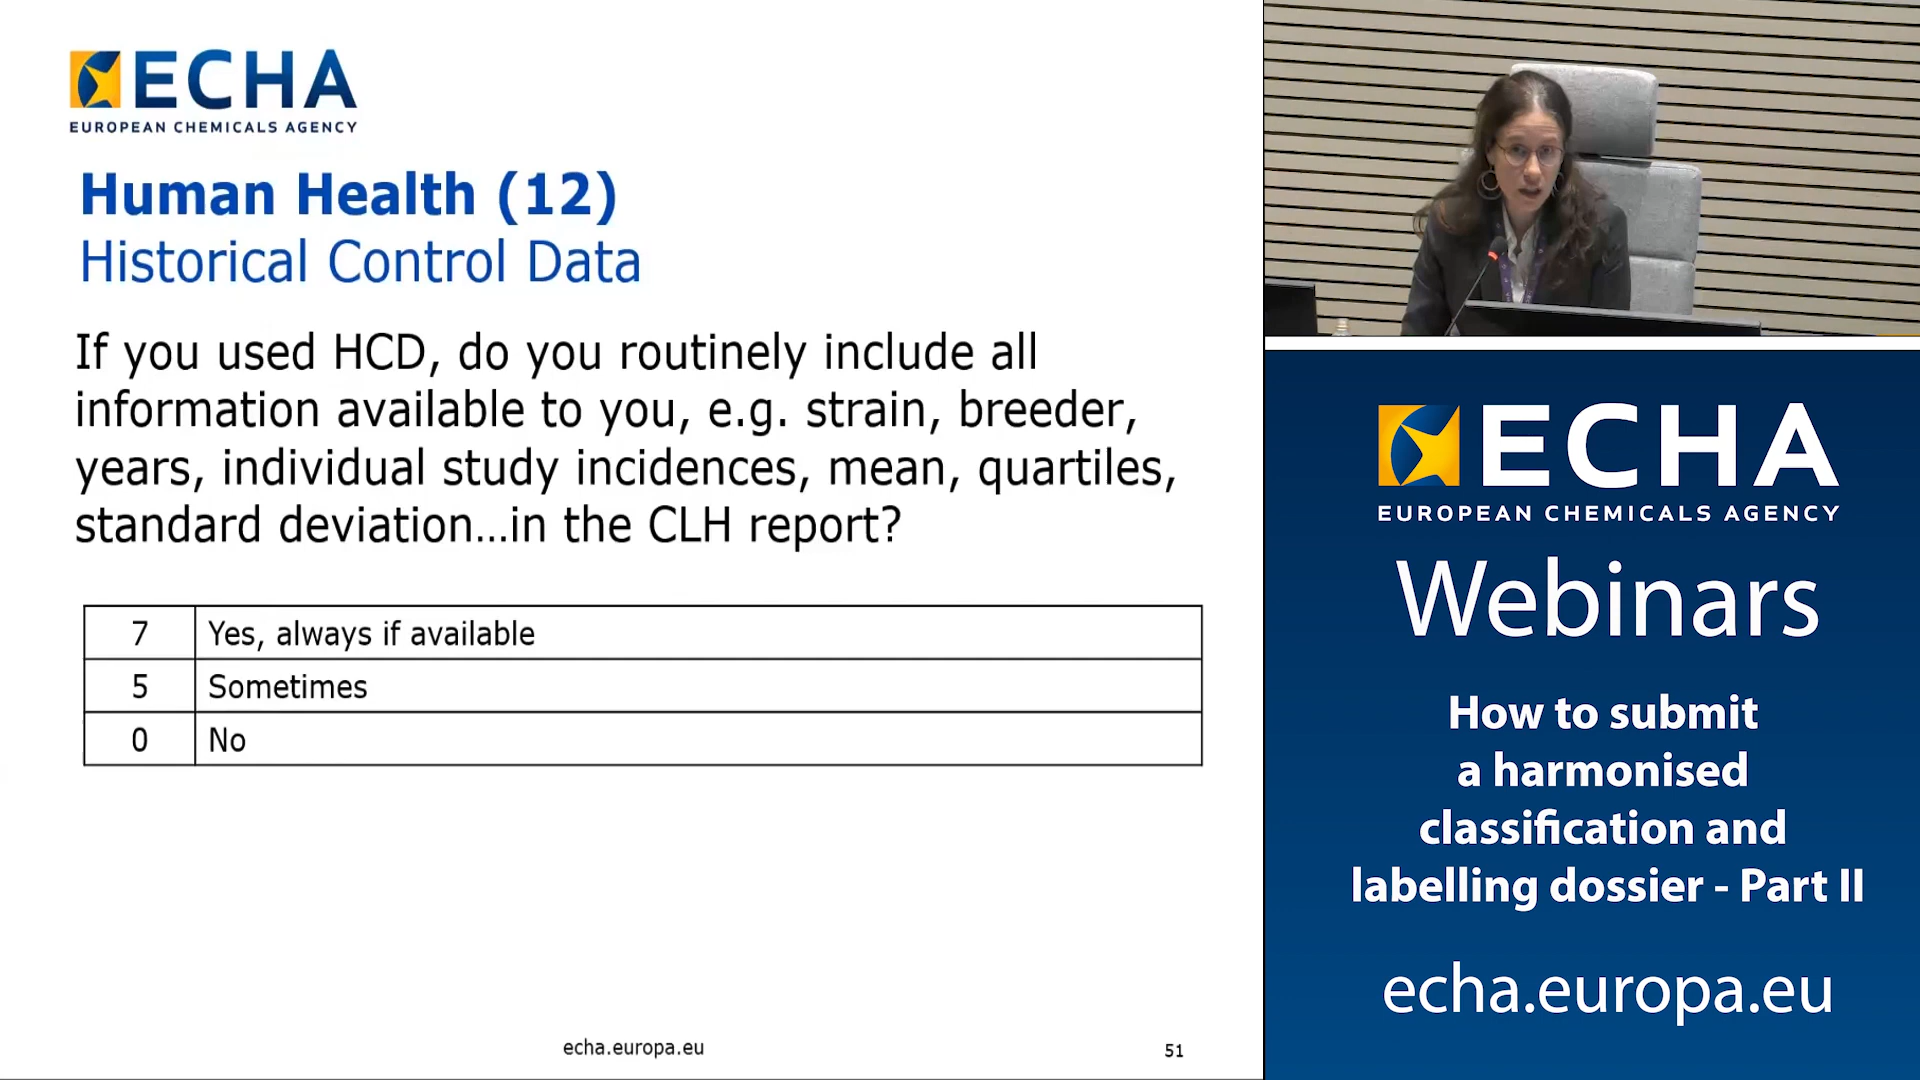 ECHA
EUROPEAN CHEMICALS AGENCY
Human Health (12)
Historical Control Data
If you used HCD, do you routinely include all
information available to you, e.g. strain, breeder,
years, individual study incidences, mean, quartiles,
standard deviation...in the CLH report?
7 Yes, always if available
5 Sometimes
0 No
echa.europa.eu
51
ECHA
EUROPEAN CHEMICALS AGENCY
Webinars
How to submit
a harmonised
classification and
labelling dossier - Part II
echa.europa.eu